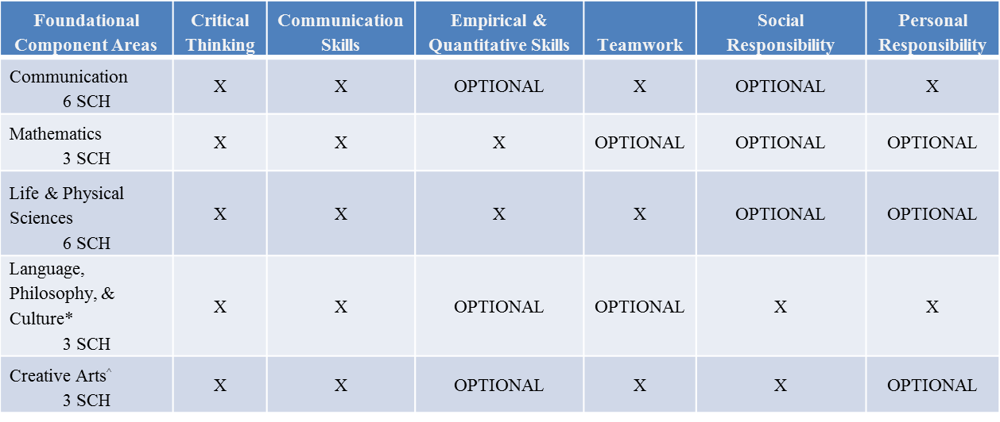 Foundational Component Areas	Critical Thinking	Communication Skills	Empirical & Quantitative Skills	Teamwork	Social Responsibility	Personal Responsibility
Communication
6 SCH	X	X	OPTIONAL	X	OPTIONAL	X
Mathematics
3 SCH	X	X	X	OPTIONAL	OPTIONAL	OPTIONAL
Life & Physical
Sciences
6 SCH	X	X	X	X	OPTIONAL	OPTIONAL
Language,
Philosophy, &
Culture*
3 SCH	X	X	OPTIONAL	OPTIONAL	X	X
Creative Arts^
3 SCH	X	X	OPTIONAL	X	X	OPTIONAL